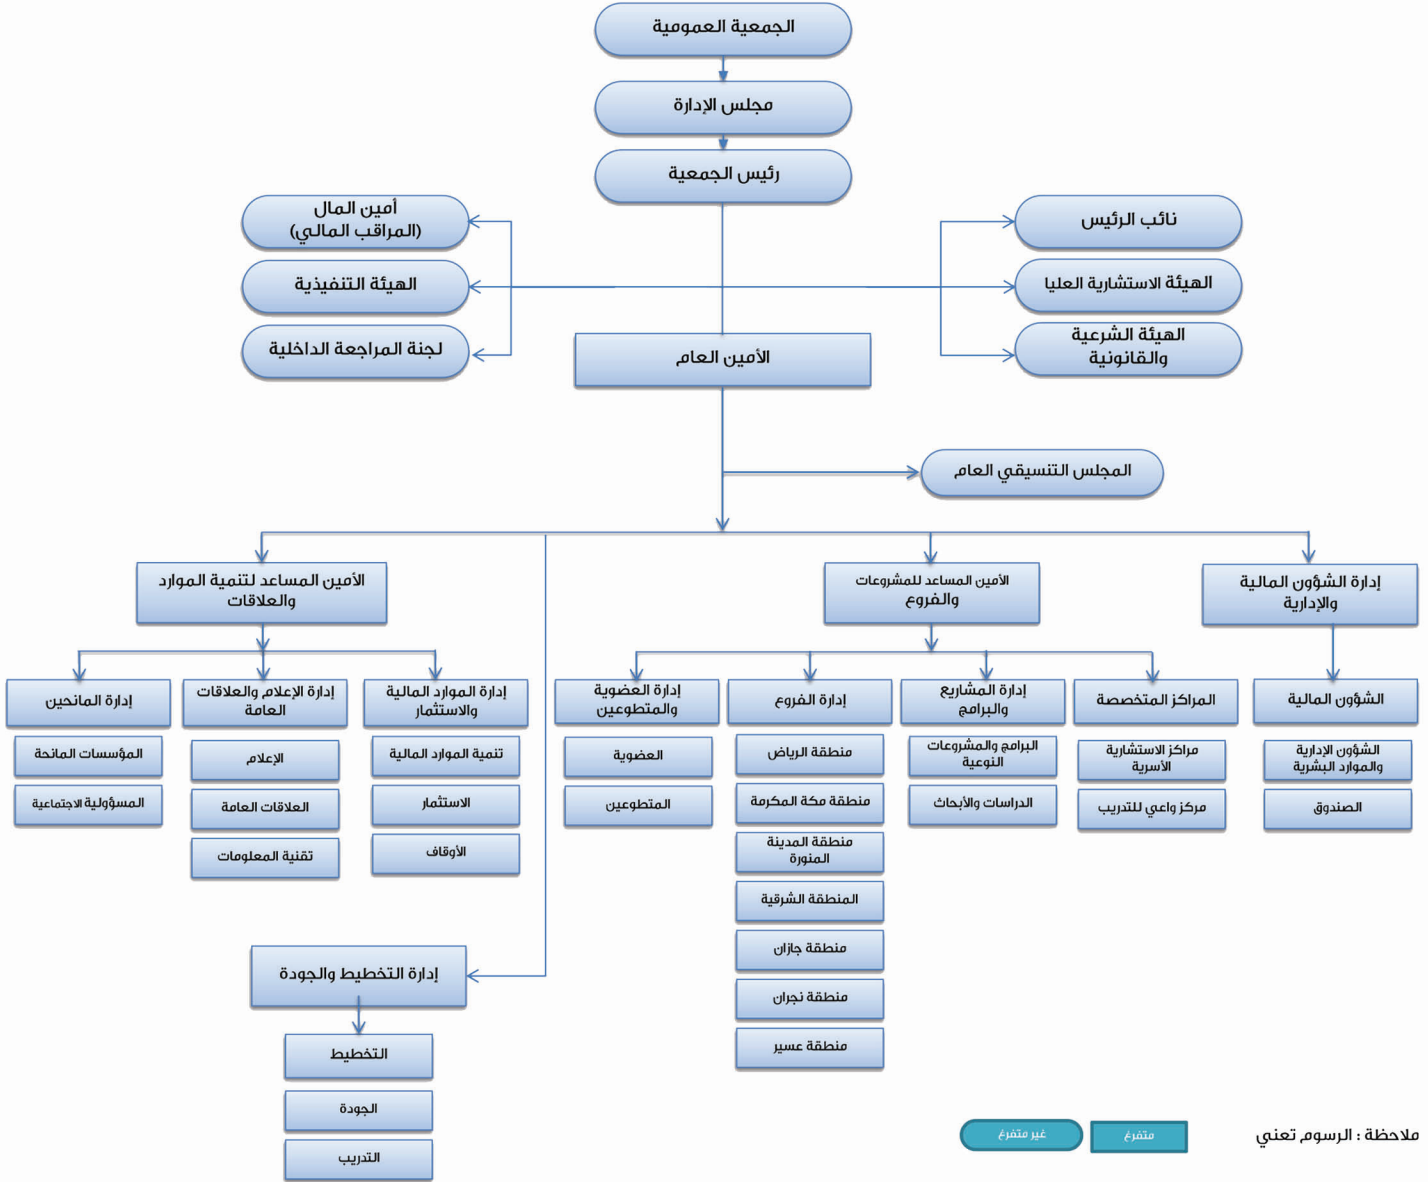 الجمعية العمومية
مجلس الإدارة
رئيس الجمعية
نائب الرئيس
الهيئة الاستشارية العليا
الهيئة الشرعية
والقانونية
أمين المال
(المراقب المالي)
الهيئة التنفيذية
لجنة المراجعة الداخلية
الأمين العام
المجلس التنسيقي العام
إدارة الشؤون المالية
والإدارية
الشؤون المالية
الشؤون الإدارية
والموارد البشرية
الصندوق
الأمين المساعد للمشروعات
والفروع
المراكز المتخصصة
مراكز الاستشارية
الأسرية
مركز واعي للتدريب
إدارة المشاريع
والبرامج
البرامج والمشروعات
النوعية
الدراسات والأبحاث
إدارة الفروع
منطقة الرياض
منطقة مكة المكرمة
منطقة المدينة
المنورة
المنطقة الشرقية
منطقة جازان
منطقة نجران
منطقة عسير
إدارة العضوية
والمتطوعين
العضوية
المتطوعين
الأمين المساعد لتنمية الموارد
والعلاقات
إدارة الموارد المالية
والاستثمار
تنمية الموارد المالية
الاستثمار
الأوقاف
إدارة الإعلام والعلاقات
العامة
الإعلام
العلاقات العامة
تقنية المعلومات
إدارة المانحين
المؤسسات المانحة
المسؤولية الاجتماعية
إدارة التخطيط والجودة
التخطيط
الجودة
التدريب
ملاحظة : الرسوم تعني
متفرغ
غير متفرغ